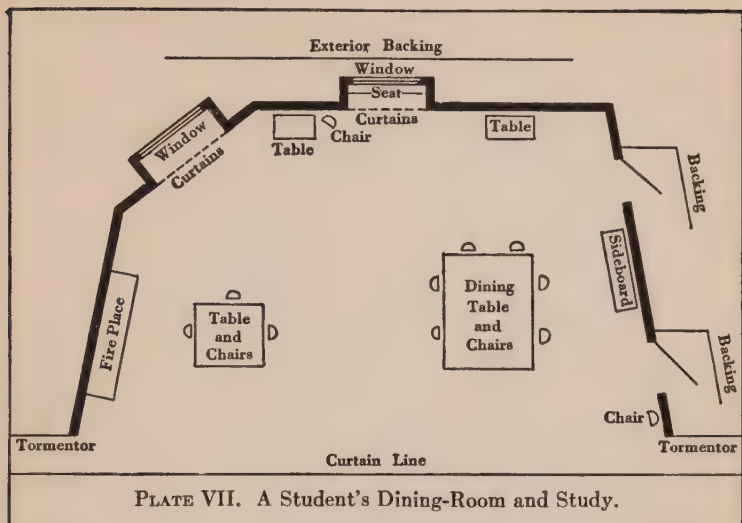 Exterior Backing
Window
Seat
Curtains
Window
Curtains
Chair
Table
Table
Backing
Sideboard
Dining
Table
and
Chairs
Fire Place
Table
and
Chairs
Backing
Chair
Tormentor
Tormentor
Curtain Line
PLATE VII. A Student's Dining-Room and Study.